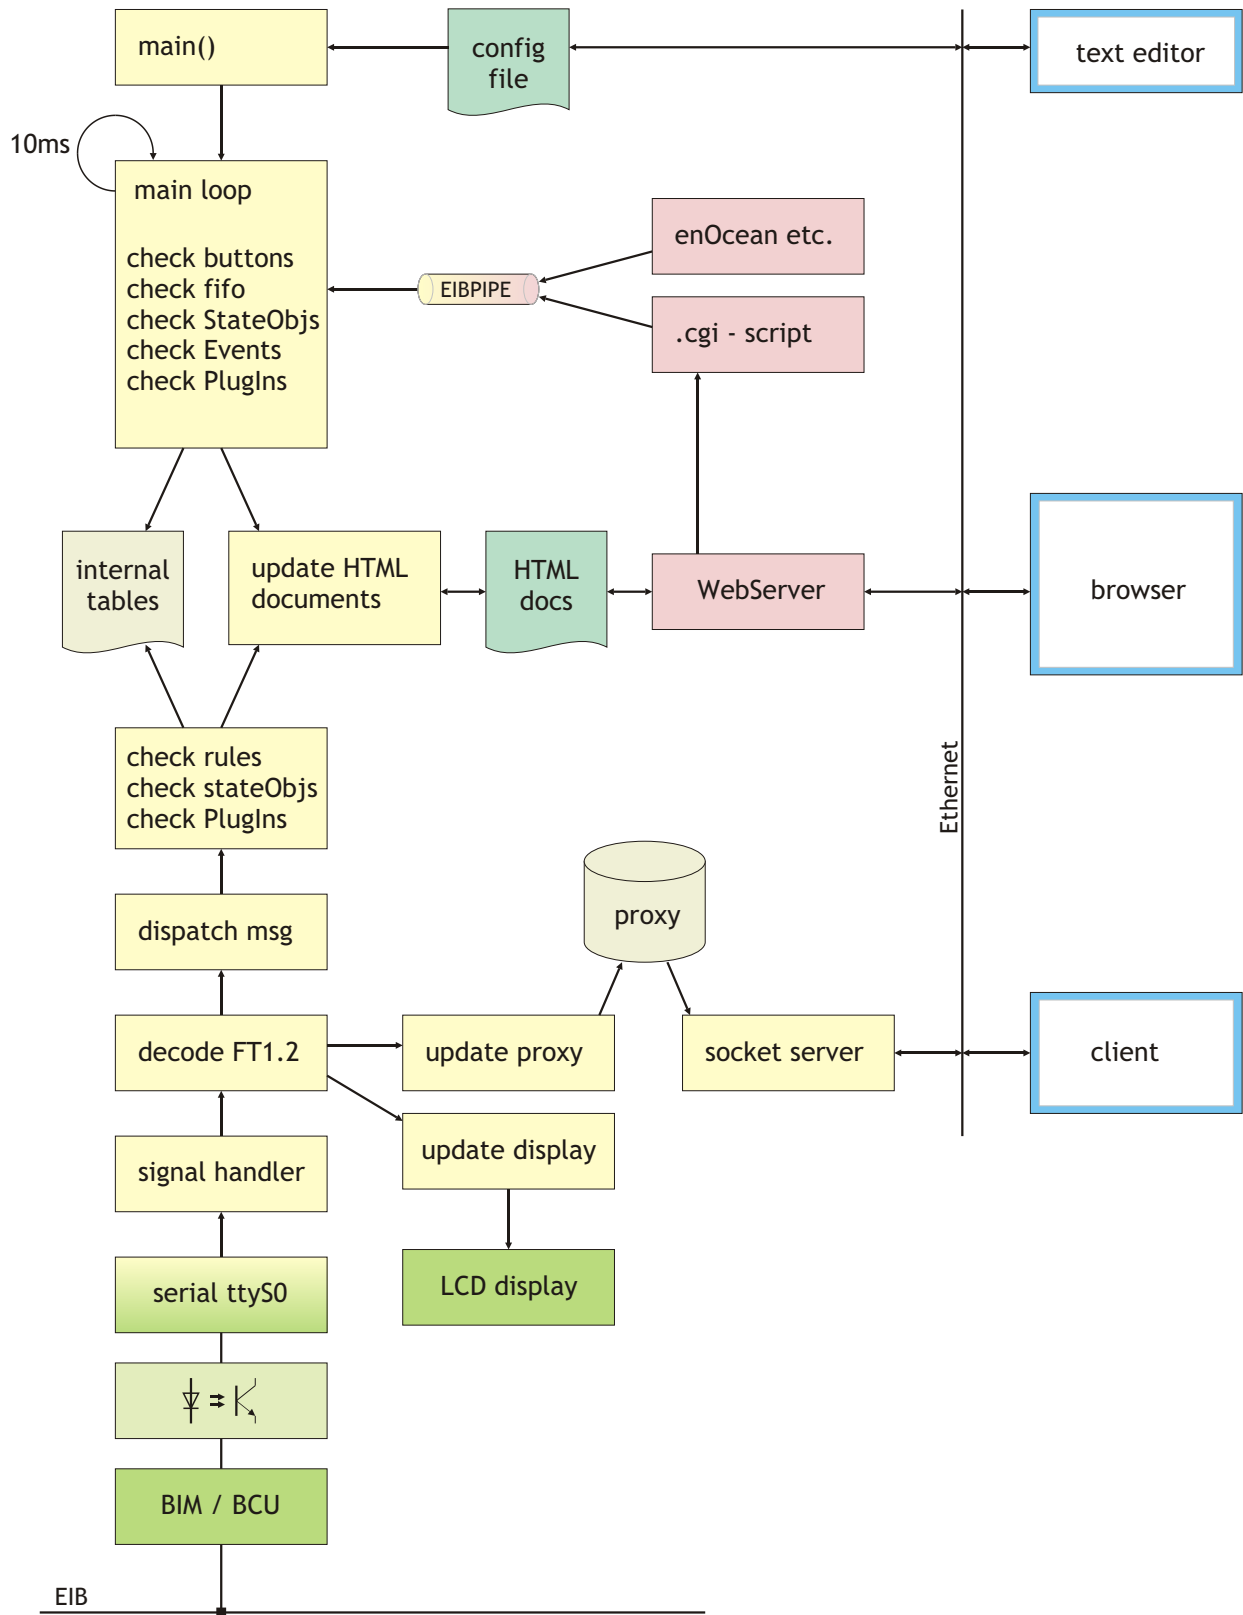 main()
config
file
text editor
10ms
main loop
check buttons
check fifo
check StateObjs
check Events
check PlugIns
EIBPIPE
enOcean etc.
.cgi - script
internal
tables
update HTML
documents
HTML
docs
WebServer
browser
check rules
check stateObjs
check PlugIns
Ethernet
dispatch msg
proxy
decode FT1.2
update proxy
socket server
client
signal handler
update display
serial ttyS0
LCD display
BIM / BCU
EIB